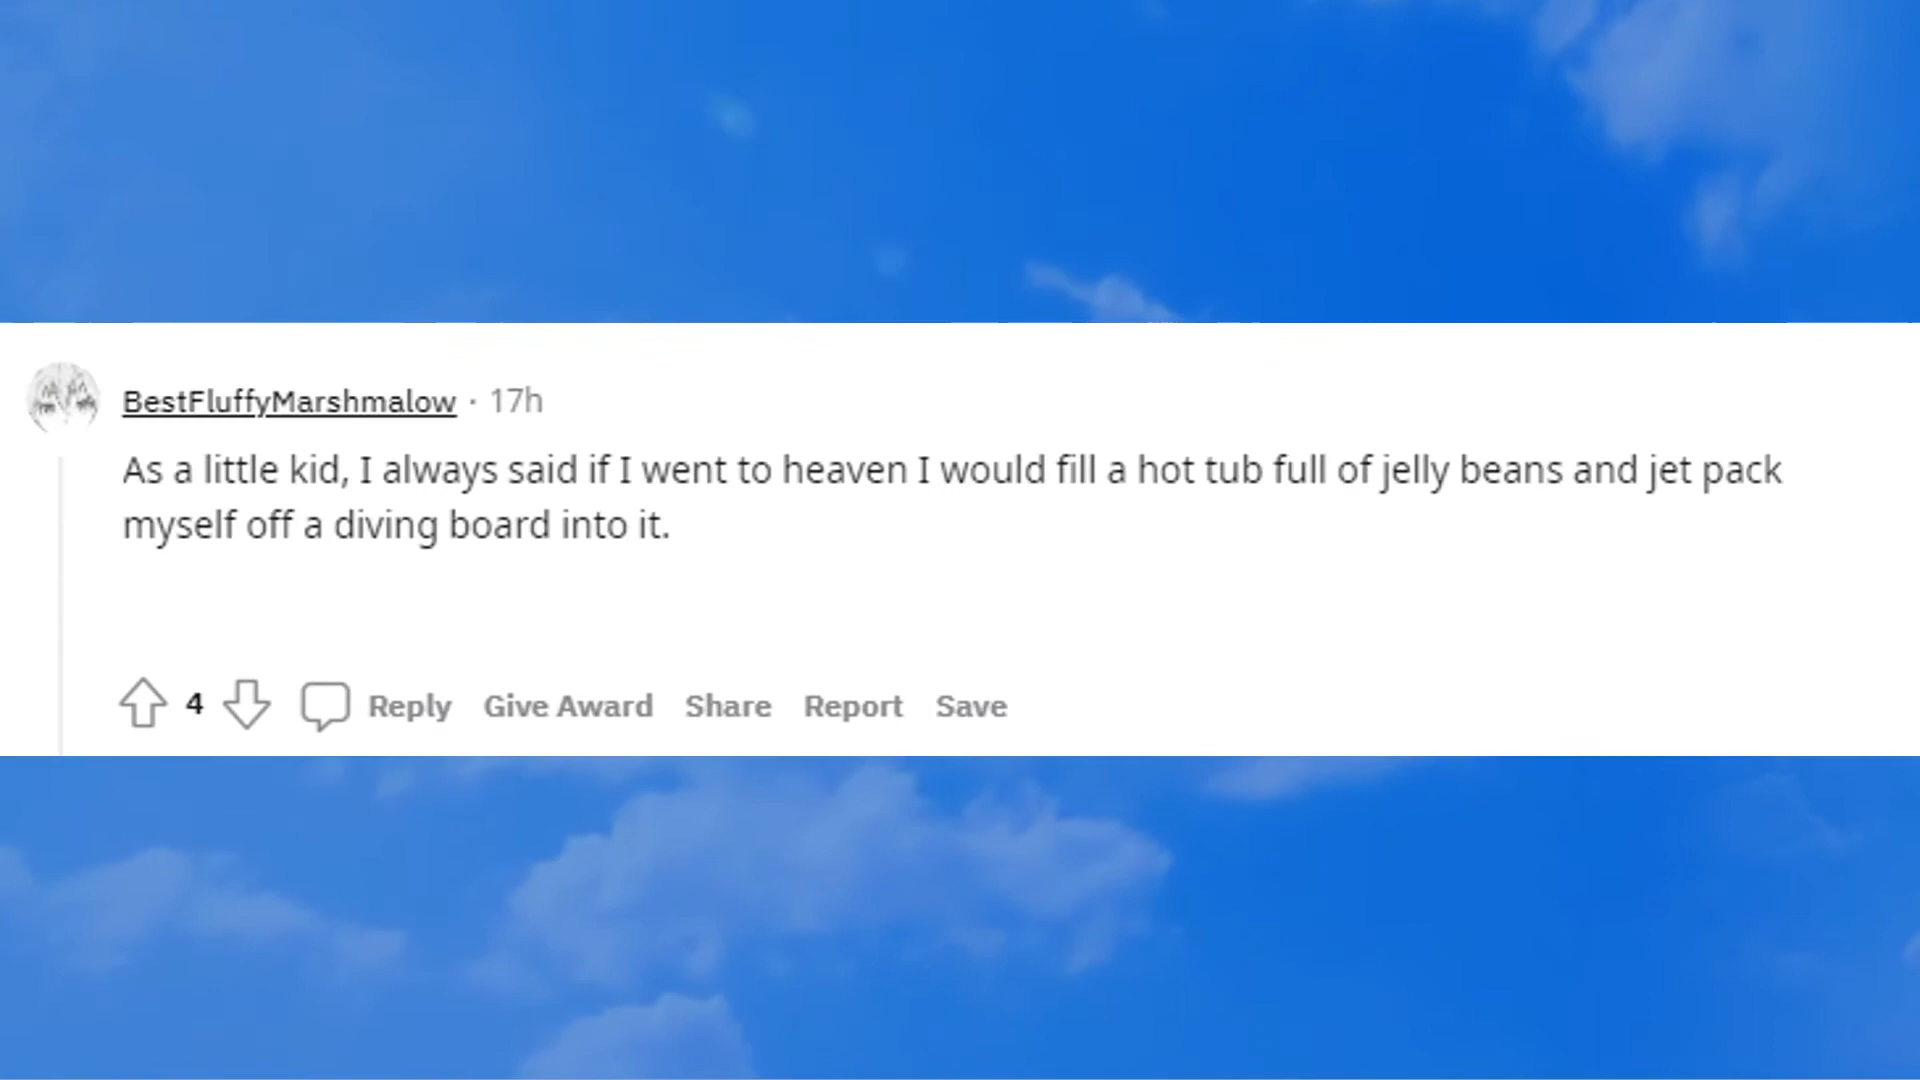 BestFluffyMarshmalow · 17h
As a little kid, I always said if I went to heaven I would fill a hot tub full of jelly beans and jet pack
myself off a diving board into it.
4 Reply Give Award Share Report Save